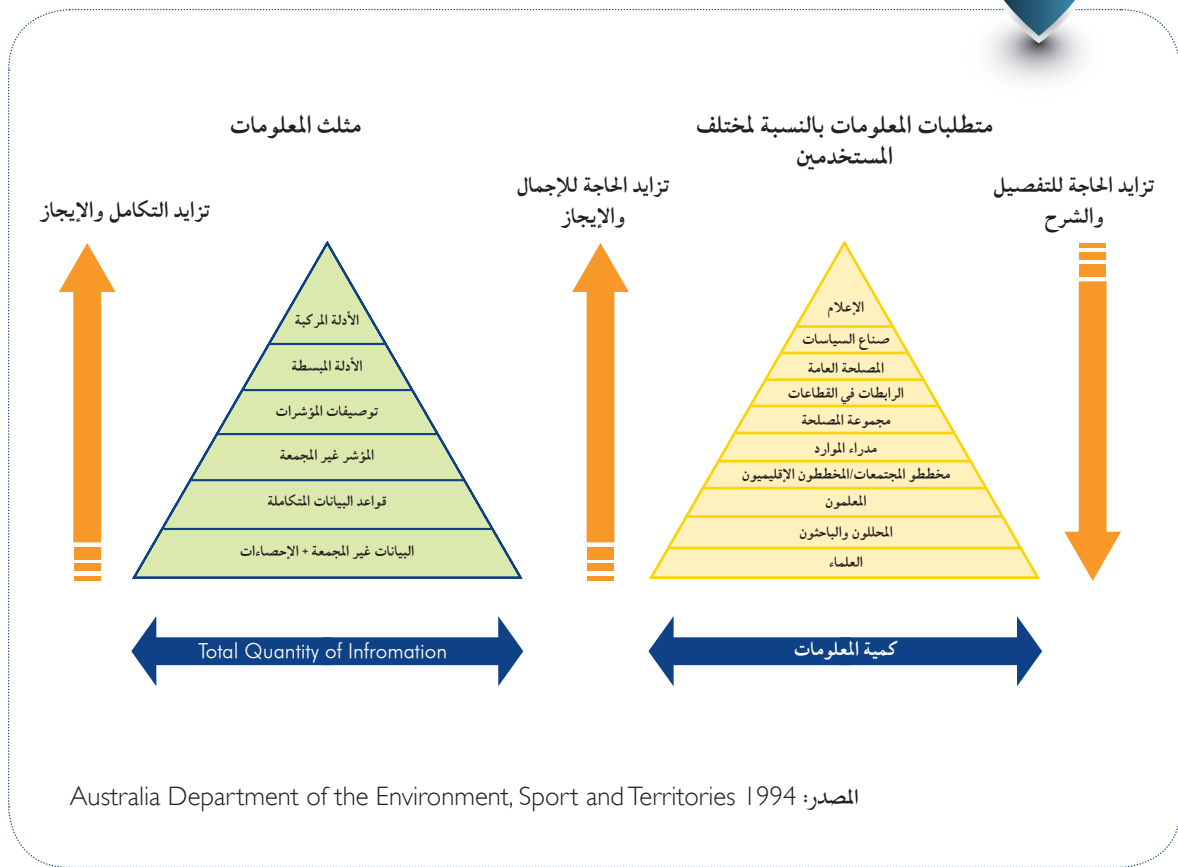 متطلبات المعلومات بالنسبة لمختلف
المستخدمين
تزايد الحاجة للتفصيل
والشرح
الإعلام
صناع السياسات
المصلحة العامة
الرابطات في القطاعات
مجموعة المصلحة
مدراء الموارد
مخططو المجتمعات/المخططون الإقليميون
المعلمون
المحللون والباحثون
العلماء
كمية المعلومات
تزايد الحاجة للإجمال
والإيجاز
مثلث المعلومات
الأدلة المركبة
الأدلة المبسطة
توصيفات المؤشرات
المؤشر غير المجمعة
قواعد البيانات المتكاملة
البيانات غير المجمعة + الإحصاءات
Total Quantity of Infromation
تزايد التكامل والإيجاز
المصدر: Australia Department of the Environment, Sport and Territories 1994